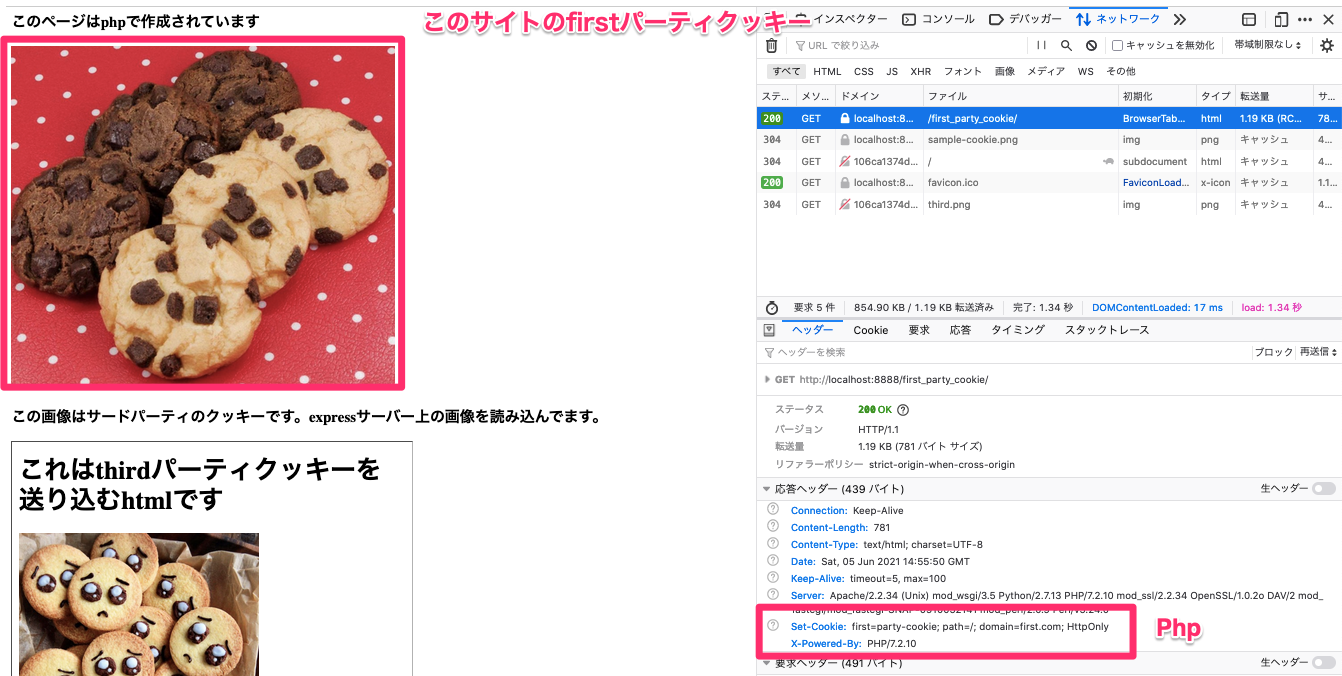 このページはphpで作成されています
このサイトのfirstパーティクッキー
インスペクター コンソール デバッガー ネットワーク
URL で絞り込み キャッシュを無効化 帯域制限なし
すべて HTML CSS JS XHR フォント 画像 メディア WS その他
ステ... メソ... ドメイン ファイル 初期化 タイプ 転送量 サ...
200 GET localhost:8... /first_party_cookie/ BrowserTab... html 1.19 KB (RC... 78...
304 GET localhost:8... sample-cookie.png img png キャッシュ 4...
304 GET 106ca1374d... / subdocument html キャッシュ 4...
200 GET localhost:8... favicon.ico FaviconLoad... x-icon キャッシュ 1.1...
304 GET 106ca1374d... third.png img png キャッシュ 4...
要求 5 件 854.90 KB / 1.19 KB 転送済み 完了: 1.34 秒 DOMContentLoaded: 17 ms load: 1.34 秒
ヘッダー Cookie 要求 応答 タイミング スタックトレース
ヘッダーを検索 ブロック 再送信
GET http://localhost:8888/first_party_cookie/
ステータス 200 OK
バージョン HTTP/1.1
転送量 1.19 KB (781 バイト サイズ)
リファラーポリシー strict-origin-when-cross-origin
応答ヘッダー (439 バイト) 生ヘッダー
Connection: Keep-Alive
Content-Length: 781
Content-Type: text/html; charset=UTF-8
Date: Sat, 05 Jun 2021 14:55:50 GMT
Keep-Alive: timeout=5, max=100
Server: Apache/2.2.34 (Unix) mod_wsgi/3.5 Python/2.7.13 PHP/7.2.10 mod_ssl/2.2.34 OpenSSL/1.0.2o DAV/2 mod_
Set-Cookie: first=party-cookie; path=/; domain=first.com; HttpOnly
X-Powered-By: PHP/7.2.10
Php
要求ヘッダー (491 バイト) 生ヘッダー
この画像はサードパーティのクッキーです。expressサーバー上の画像を読み込んでます。
これはthirdパーティクッキーを
送り込むhtmlです